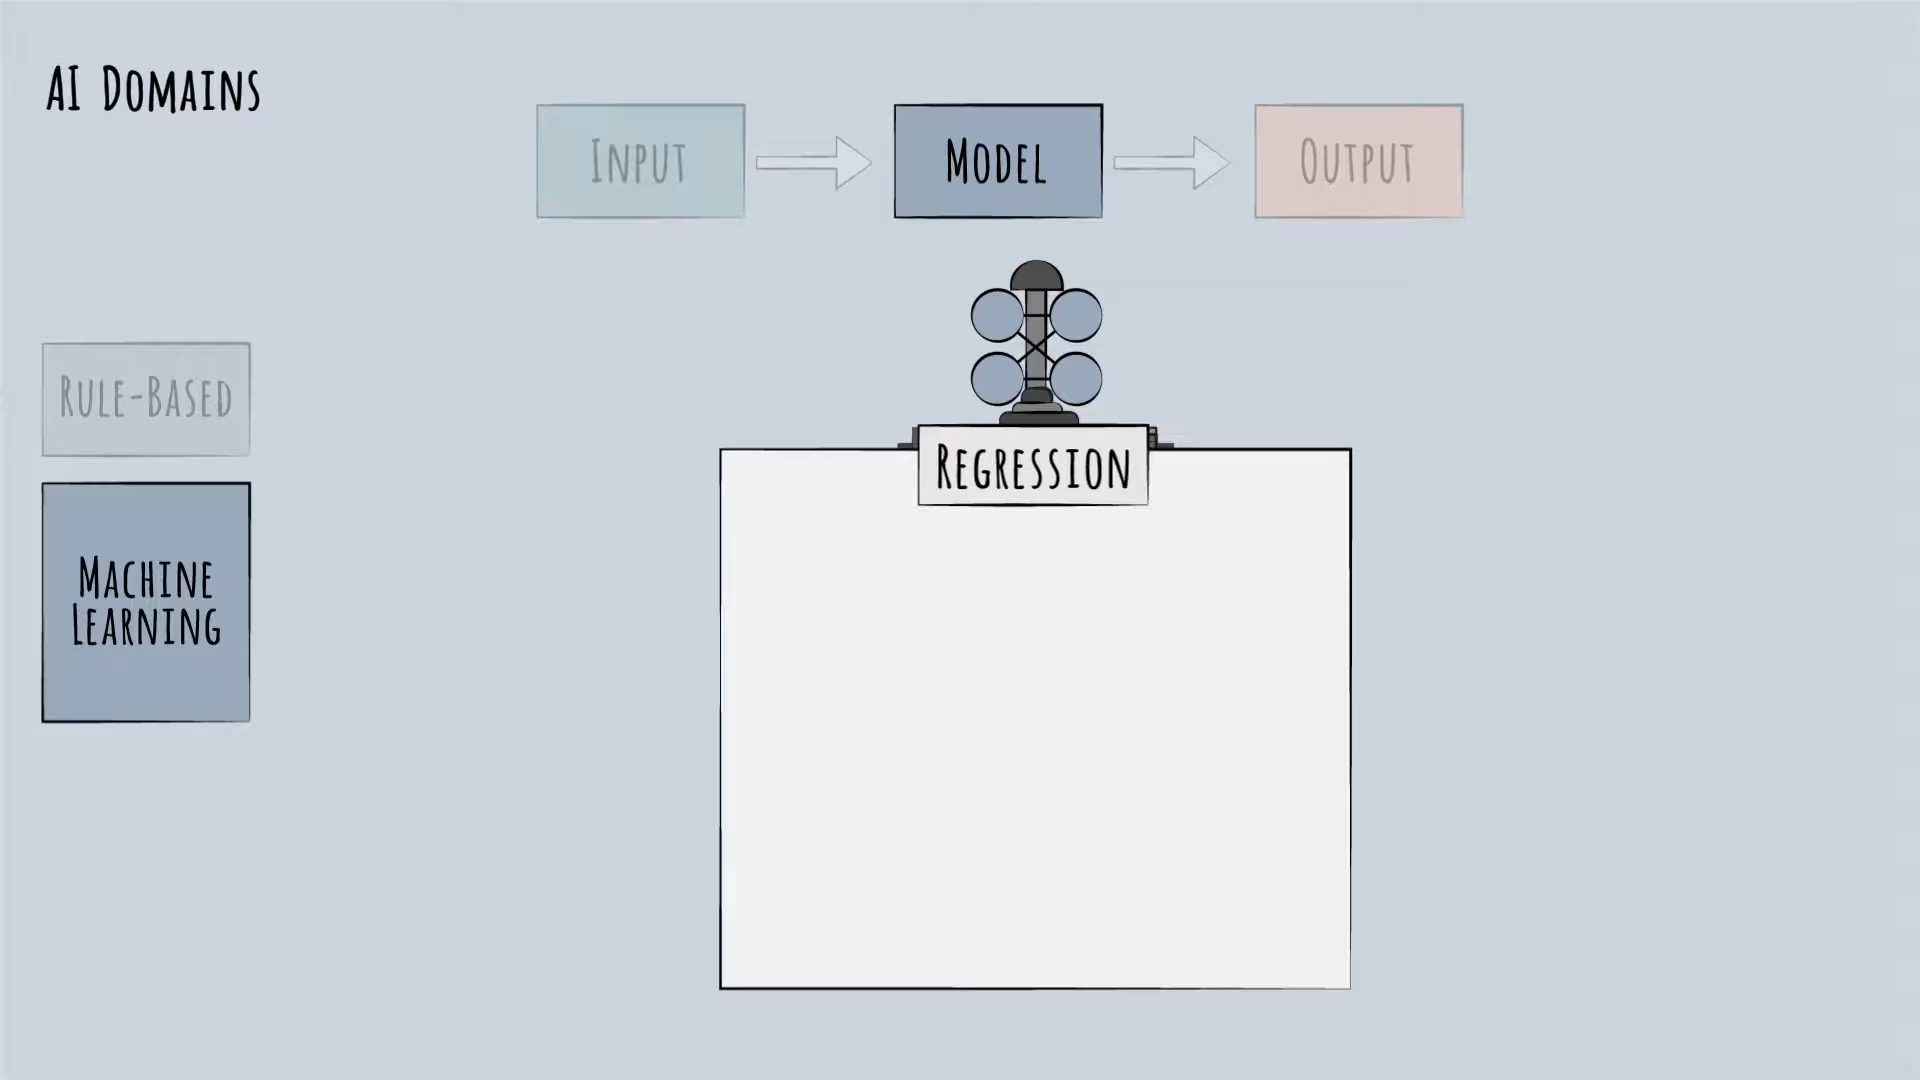 AI Domains
Input
Model
Output
Rule-Based
Machine
Learning
Regression